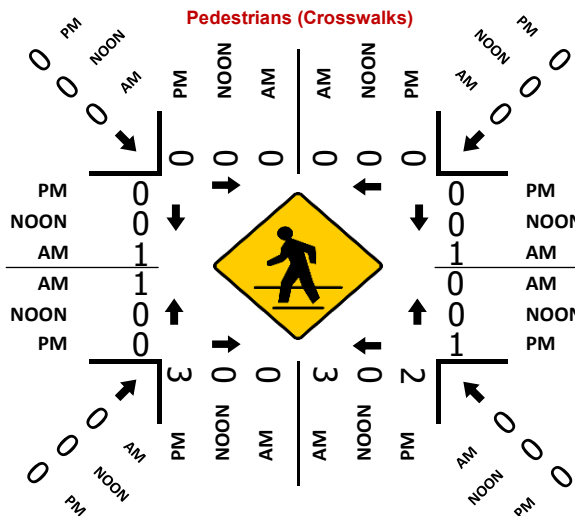 Pedestrians (Crosswalks)
PM NOON AM
0 0 0
PM NOON AM AM NOON PM
0 0 0 0 0 0
PM NOON AM
0 0 0
PM 0 0 PM
NOON 0 0 NOON
AM 1 1 AM
AM 1 0 AM
NOON 0 0 NOON
PM 0 1 PM
3 0 0 3 0 2
PM NOON AM AM NOON PM
0 0 0
AM NOON PM
0 0 0
AM NOON PM